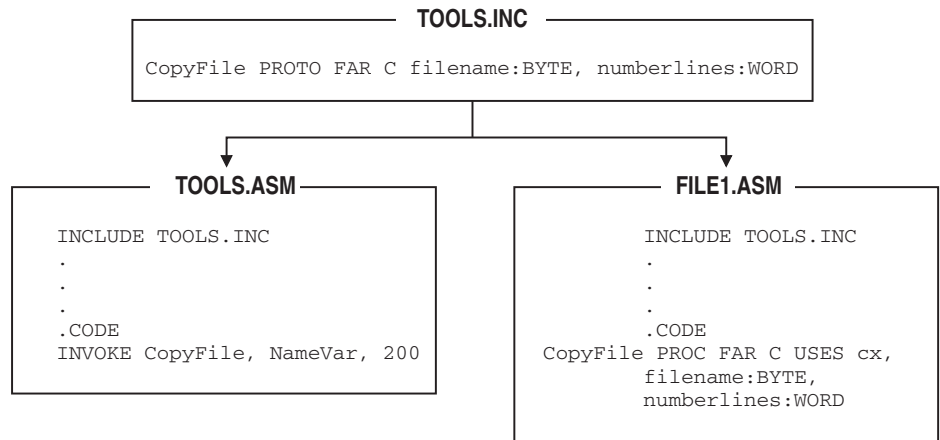 TOOLS.INC
CopyFile PROTO FAR C filename:BYTE, numberlines:WORD
TOOLS.ASM
INCLUDE TOOLS.INC
.
.
.
.CODE
INVOKE CopyFile, NameVar, 200
FILE1.ASM
INCLUDE TOOLS.INC
.
.
.
.CODE
CopyFile PROC FAR C USES cx,
filename:BYTE,
numberlines:WORD